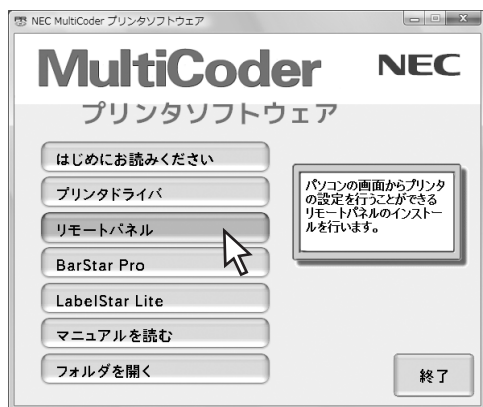 NEC MultiCoder プリンタソフトウェア
MultiCoder NEC
プリンタソフトウェア
はじめにお読みください
プリンタドライバ
リモートパネル
BarStar Pro
LabelStar Lite
マニュアルを読む
フォルダを開く
パソコンの画面からプリンタ
の設定を行うことができる
リモートパネルのインストー
ルを行います。
終了